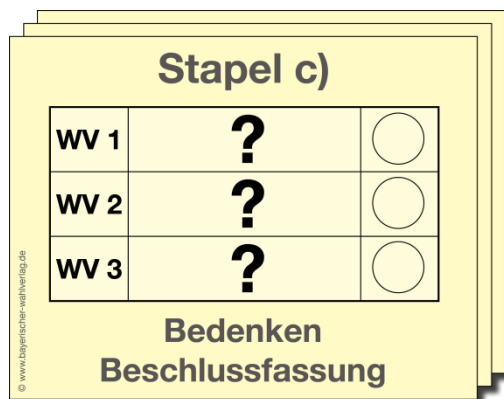 Stapel c)
WV 1 ?
WV 2 ?
WV 3 ?
Bedenken
Beschlussfassung
© www.bayerischer-wahlverlag.de